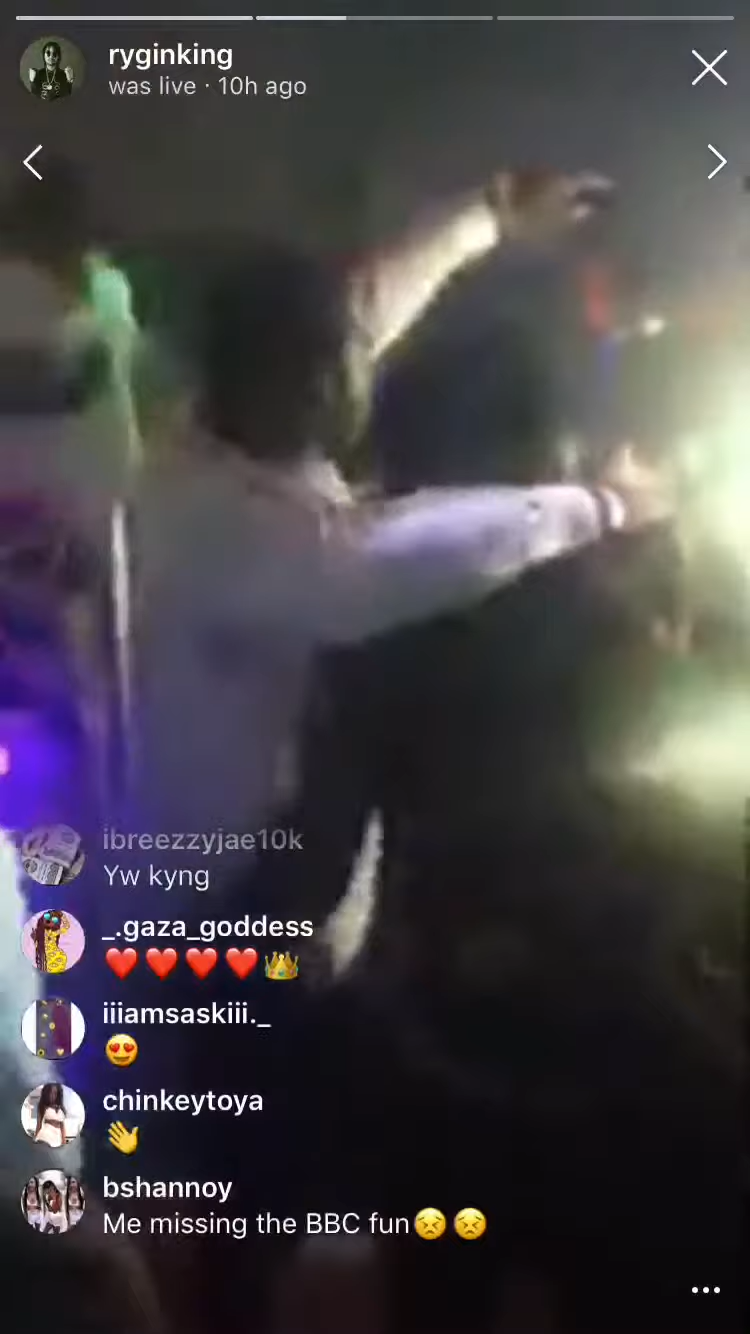 ryginking
was live · 10h ago
ibreezzyjae10k
Yw kyng
_.gaza_goddess
❤️❤️❤️❤️👑
iiiamsaskiii._
😍
chinkeytoya
👋
bshannoy
Me missing the BBC fun😣😣